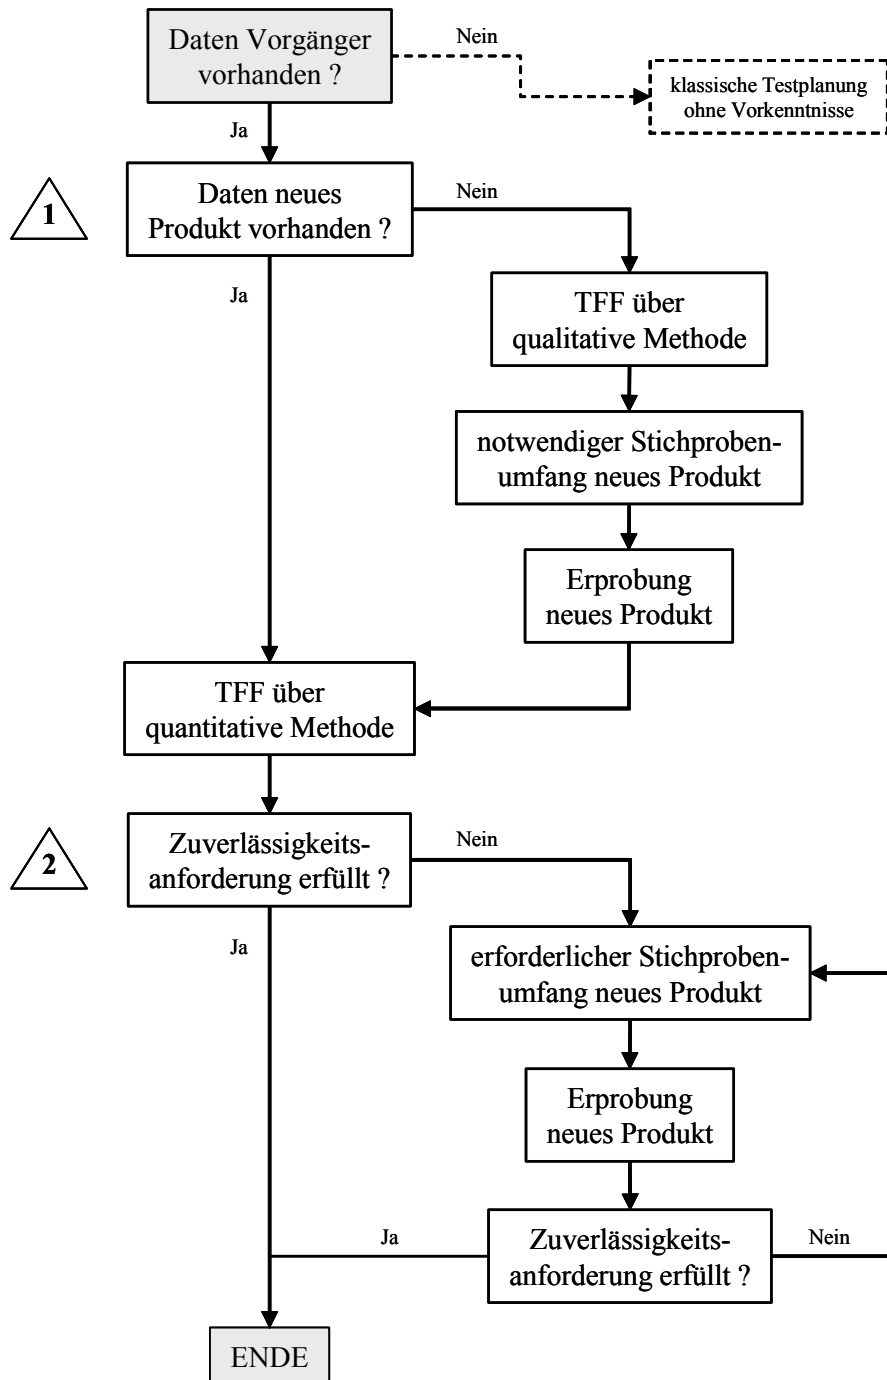 Daten Vorgänger
vorhanden ?
Nein
klassische Testplanung
ohne Vorkenntnisse
Ja
1
Daten neues
Produkt vorhanden ?
Nein
Ja
TFF über
qualitative Methode
notwendiger Stichproben-
umfang neues Produkt
Erprobung
neues Produkt
TFF über
quantitative Methode
2
Zuverlässigkeits-
anforderung erfüllt ?
Nein
Ja
erforderlicher Stichproben-
umfang neues Produkt
Erprobung
neues Produkt
Ja
Zuverlässigkeits-
anforderung erfüllt ?
Nein
ENDE